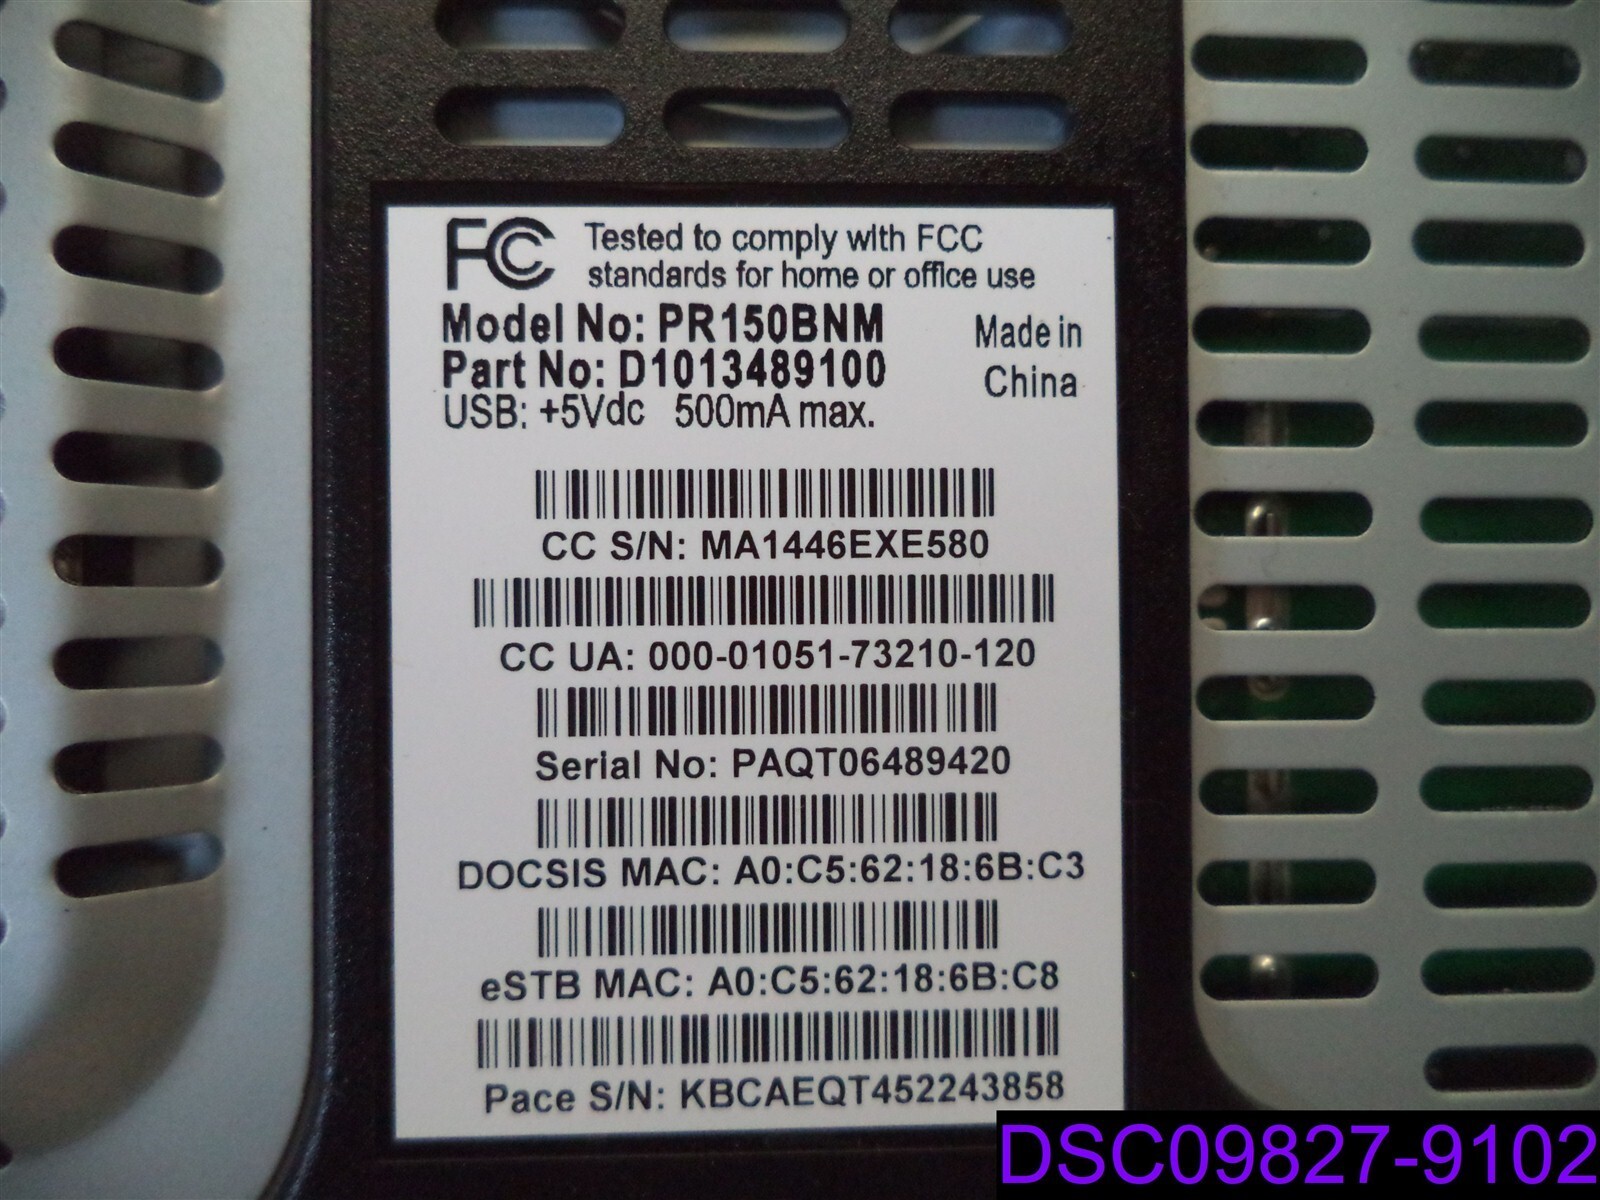 FC Tested to comply with FCC
standards for home or office use
Model No: PR150BNM
Made in
Part No: D1013489100
China
USB: +5Vdc 500mA max.
CC S/N: MA1446EXE580
CC UA: 000-01051-73210-120
Serial No: PAQT06489420
DOCSIS MAC: A0:C5:62:18:6B:C3
eSTB MAC: A0:C5:62:18:6B:C8
Pace S/N: KBCAEQT452243858
DSC09827-9102